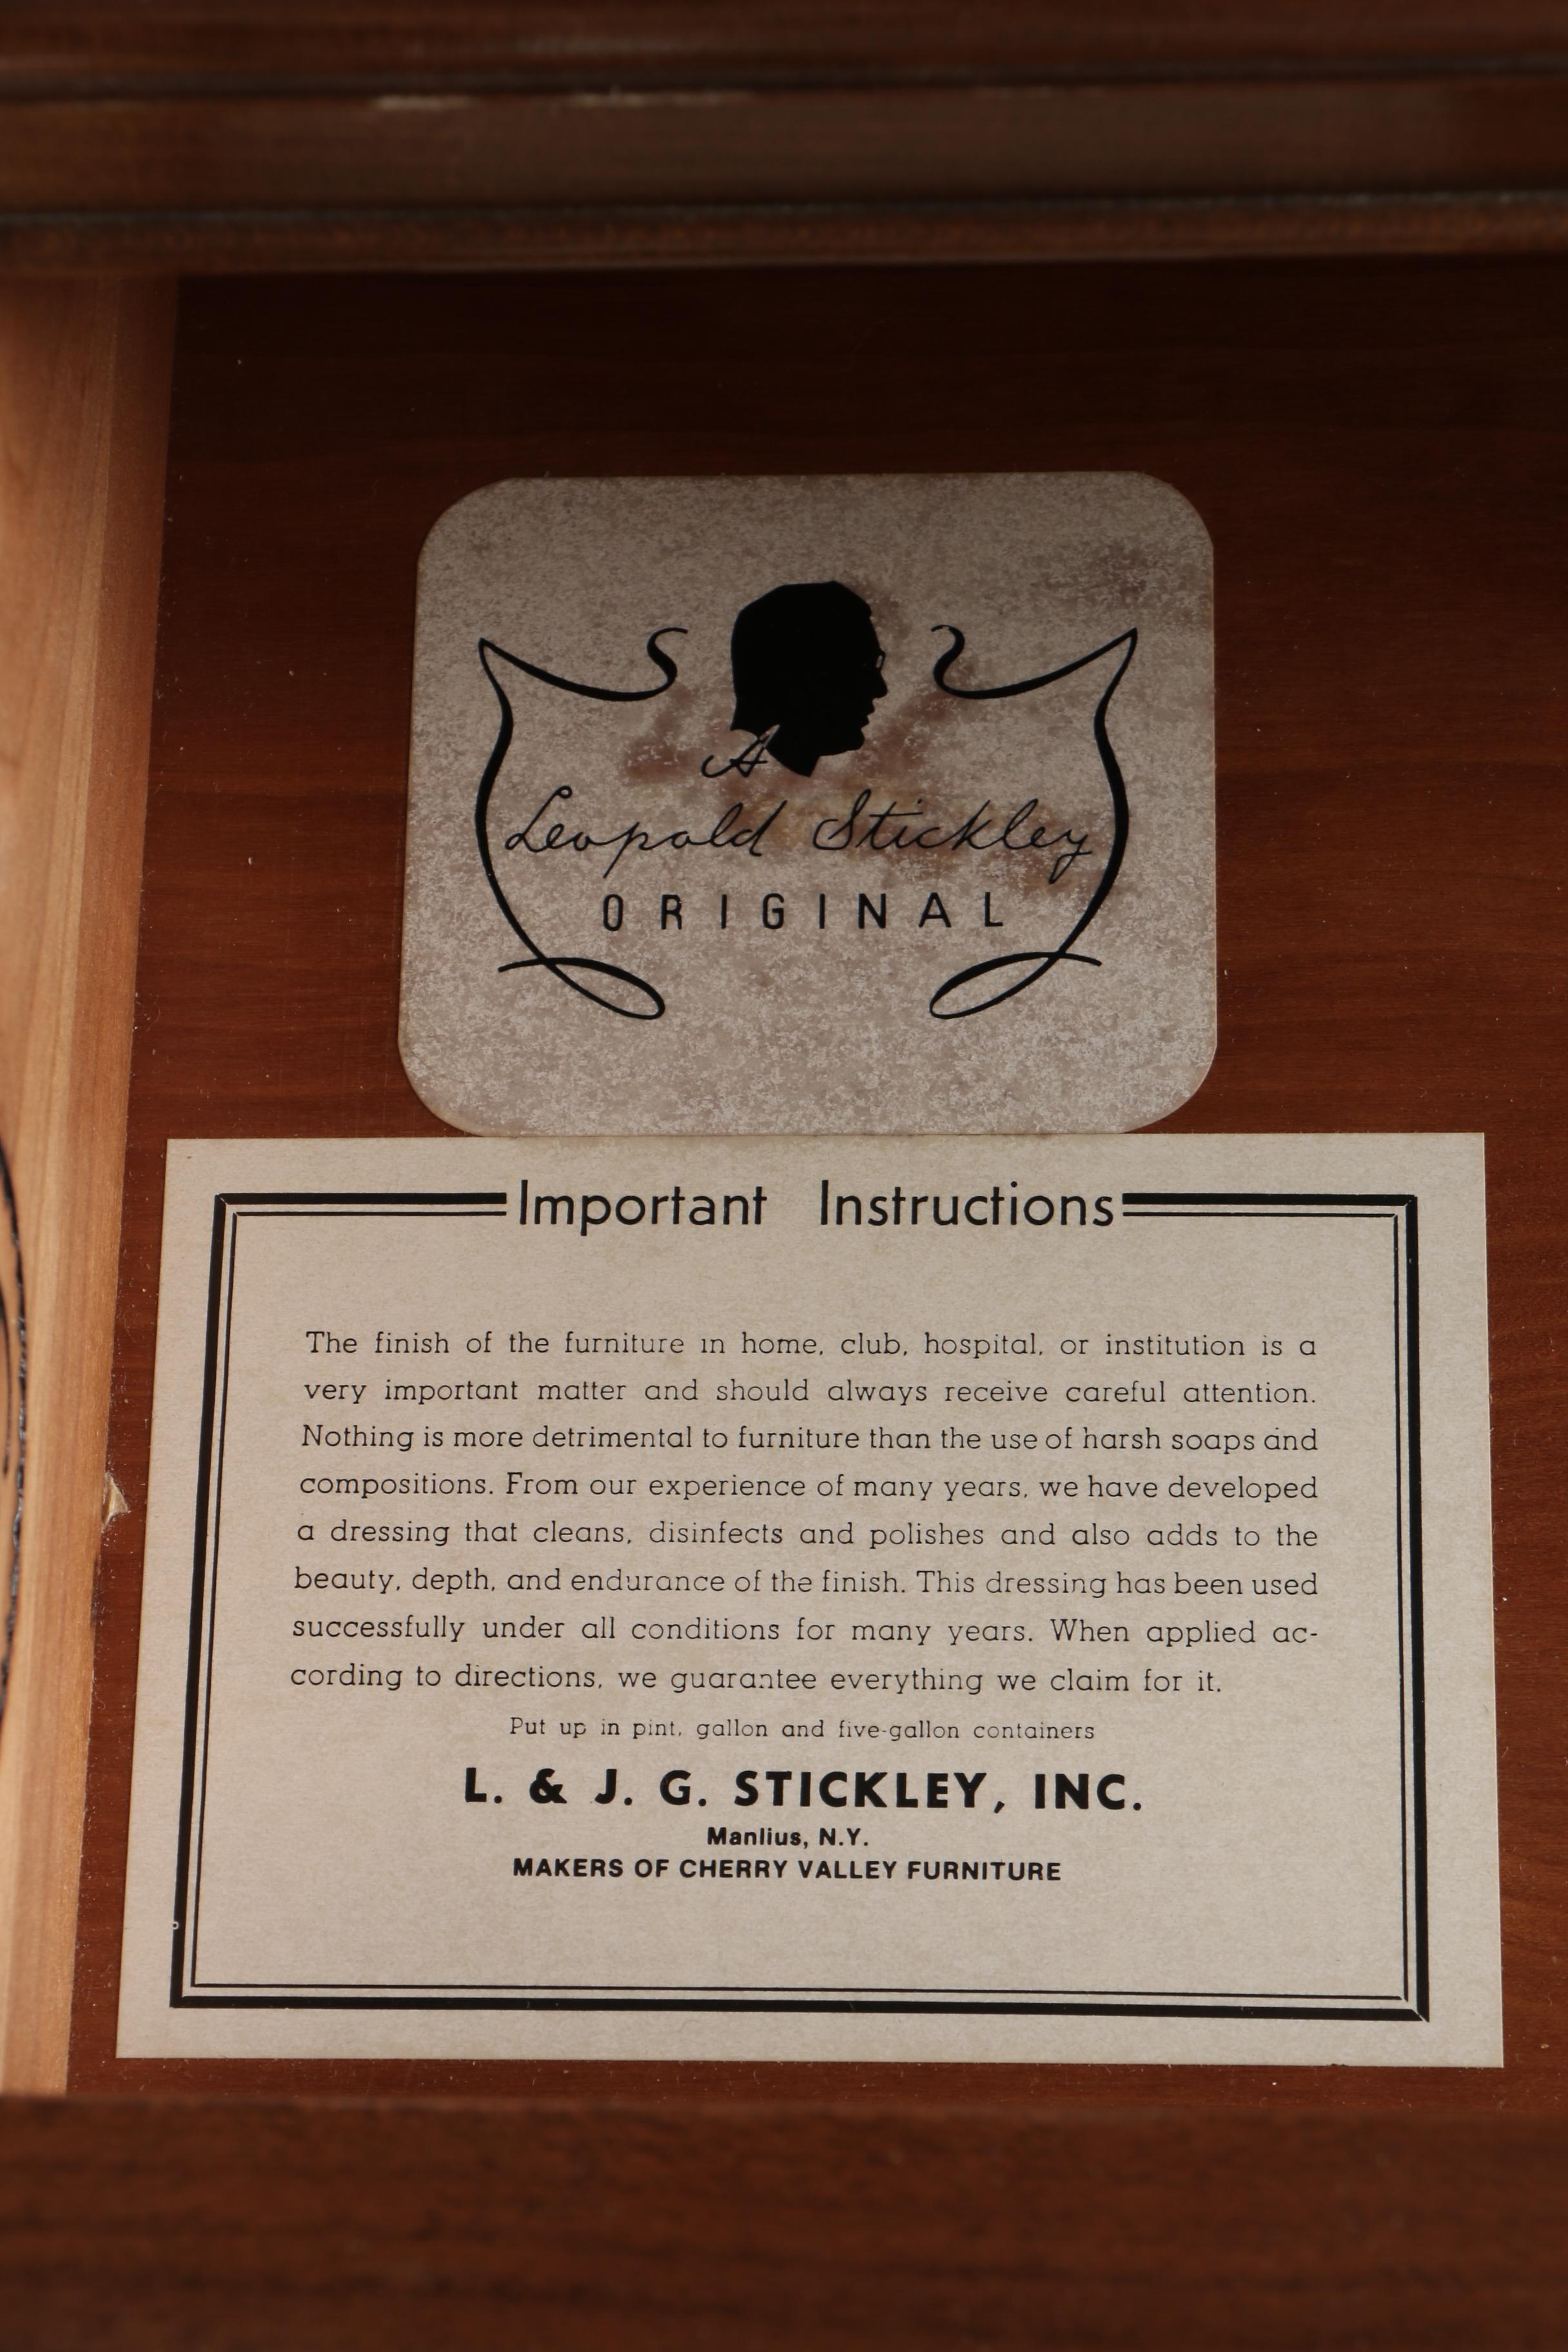 A
Leopold Stickley
ORIGINAL
Important Instructions
The finish of the furniture in home, club, hospital, or institution is a
very important matter and should always receive careful attention.
Nothing is more detrimental to furniture than the use of harsh soaps and
compositions. From our experience of many years, we have developed
a dressing that cleans, disinfects and polishes and also adds to the
beauty, depth, and endurance of the finish. This dressing has been used
successfully under all conditions for many years. When applied ac-
cording to directions, we guarantee everything we claim for it.
Put up in pint, gallon and five-gallon containers
L. & J. G. STICKLEY, INC.
Manlius, N.Y.
MAKERS OF CHERRY VALLEY FURNITURE